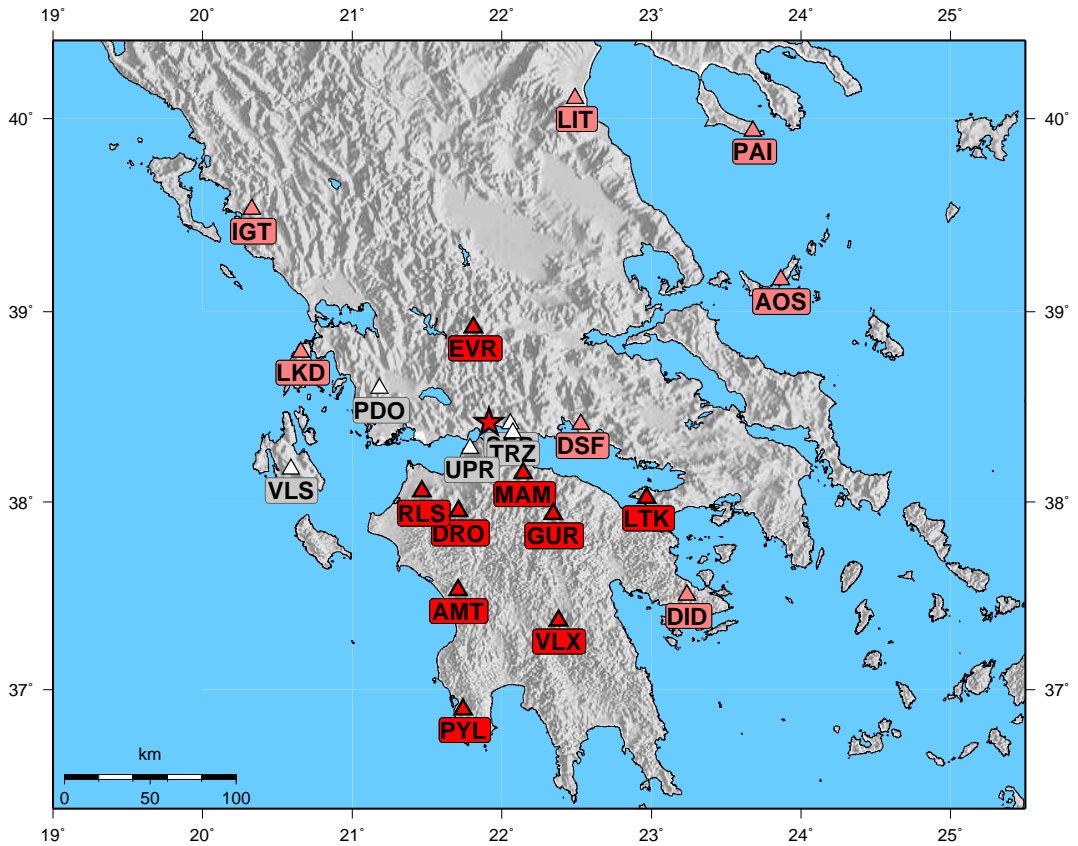 19° 20° 21° 22° 23° 24° 25°
40° 40°
LIT
PAI
IGT
39° 39°
AOS
EVR
LKD
PDO
DSF
TRZ
UPR
VLS
38° 38°
MAM
RLS
LTK
DRO
GUR
AMT
DID
VLX
37° 37°
PYL
km
0 50 100
19° 20° 21° 22° 23° 24° 25°